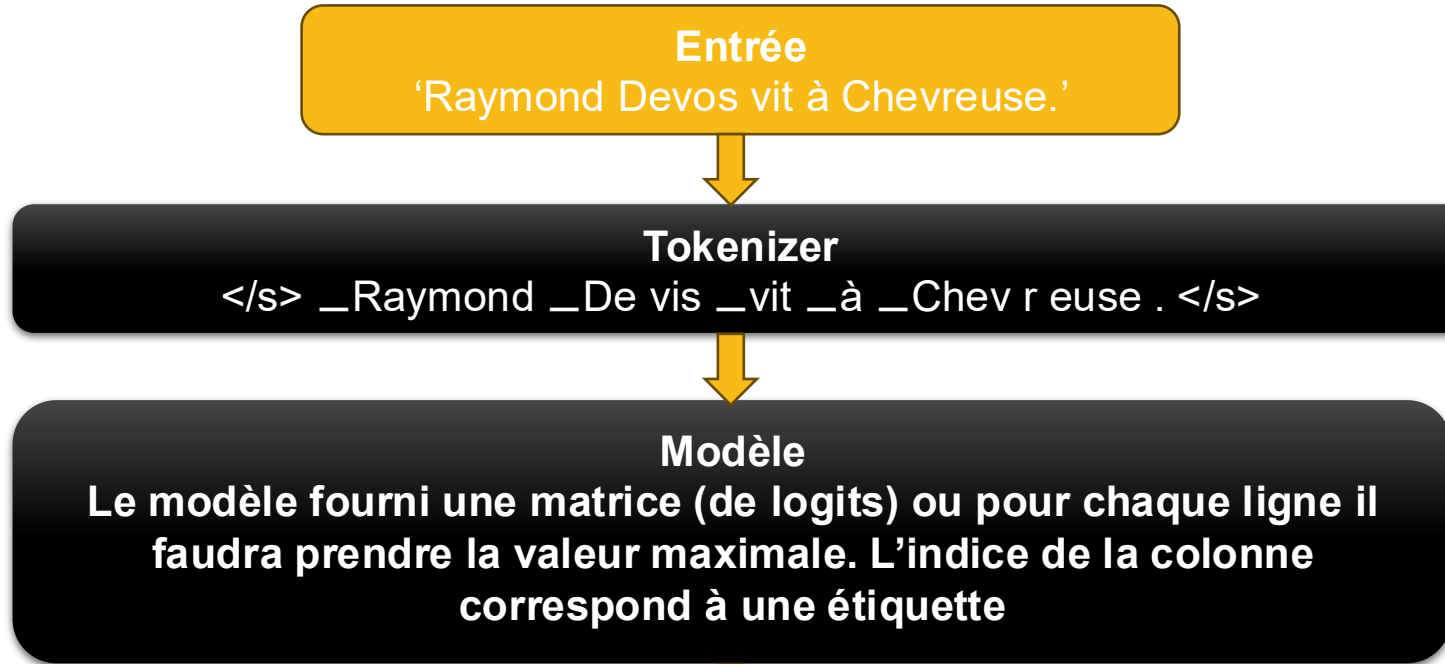 Entrée
‘Raymond Devos vit à Chevreuse.’
Tokenizer
</s> _Raymond _De vis _vit _à _Chev r euse . </s>
Modèle
Le modèle fourni une matrice (de logits) ou pour chaque ligne il
faudra prendre la valeur maximale. L’indice de la colonne
correspond à une étiquette